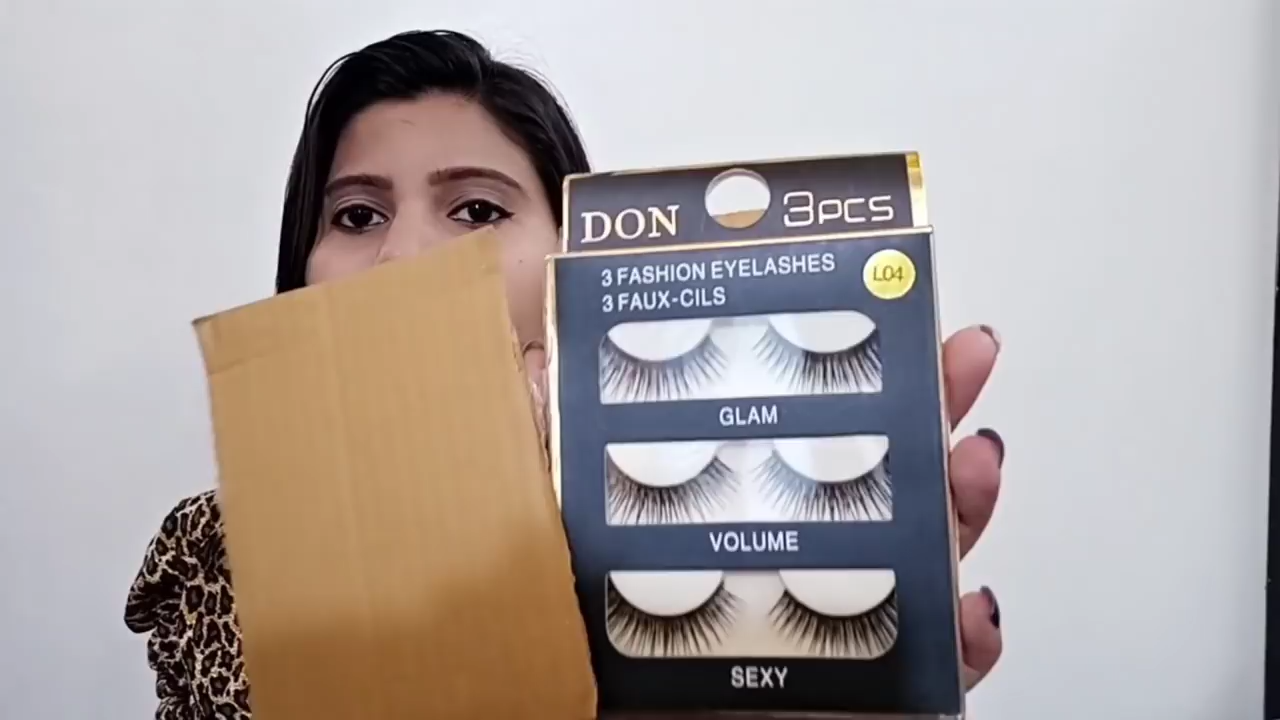 DON 3PCS
3 FASHION EYELASHES
3 FAUX-CILS
L04
GLAM
VOLUME
SEXY